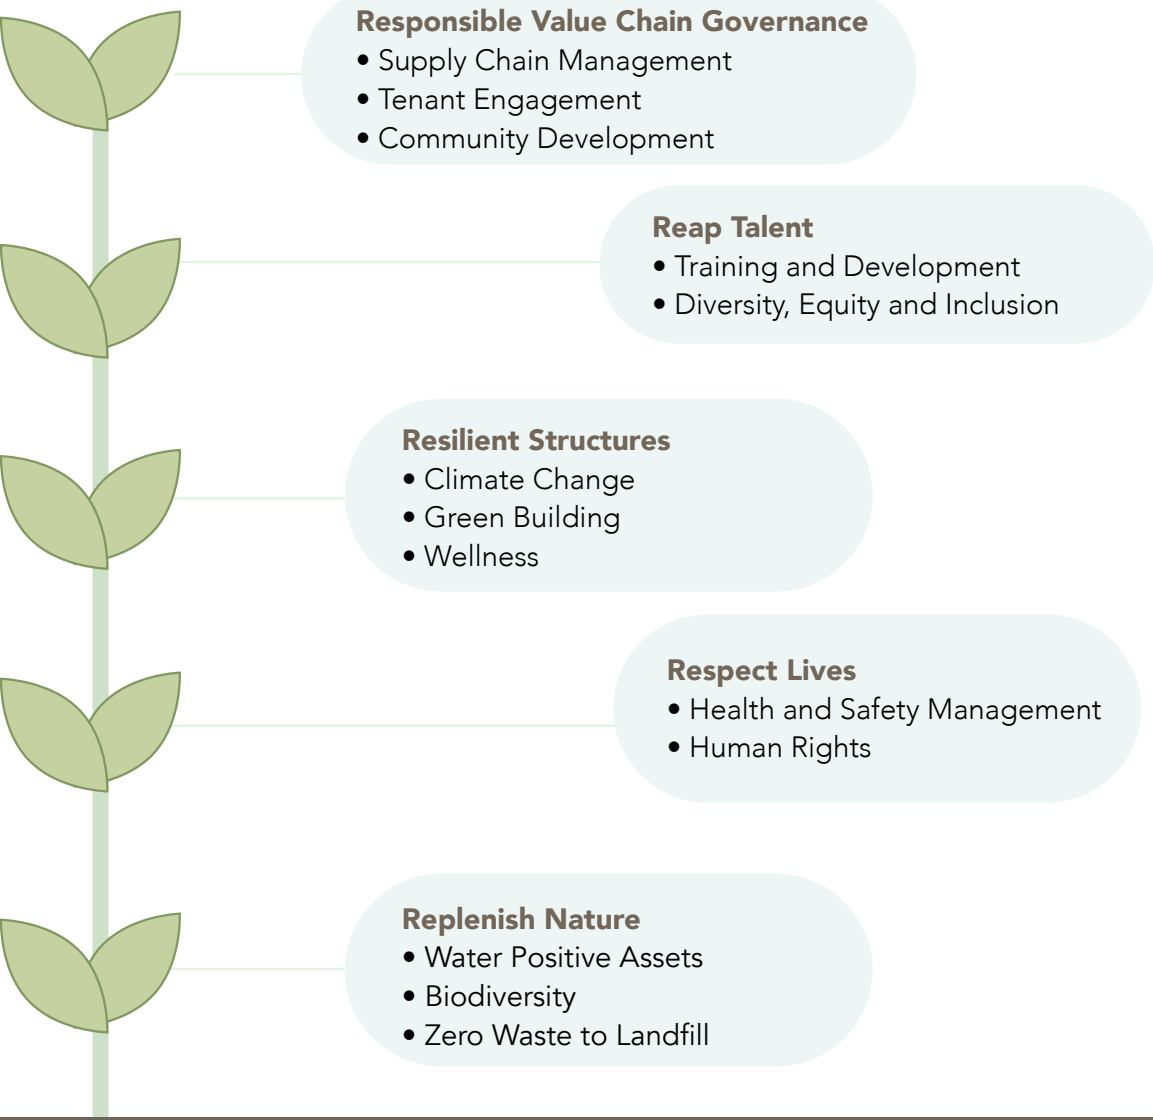 Responsible Value Chain Governance
• Supply Chain Management
• Tenant Engagement
• Community Development
Reap Talent
• Training and Development
• Diversity, Equity and Inclusion
Resilient Structures
• Climate Change
• Green Building
• Wellness
Respect Lives
• Health and Safety Management
• Human Rights
Replenish Nature
• Water Positive Assets
• Biodiversity
• Zero Waste to Landfill